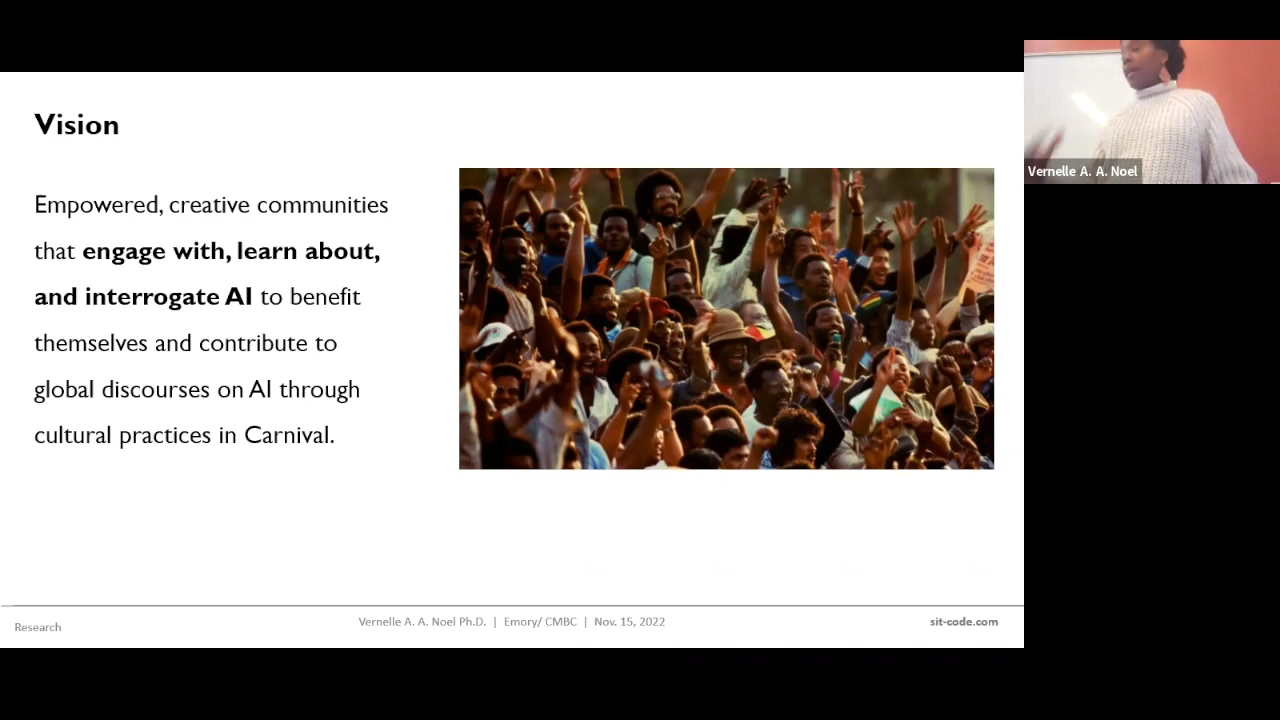 Vision
Empowered, creative communities
that engage with, learn about,
and interrogate AI to benefit
themselves and contribute to
global discourses on AI through
cultural practices in Carnival.
Vernelle A. A. Noel
Research
Vernelle A. A. Noel Ph.D. | Emory/ CMBC | Nov. 15, 2022
sit-code.com